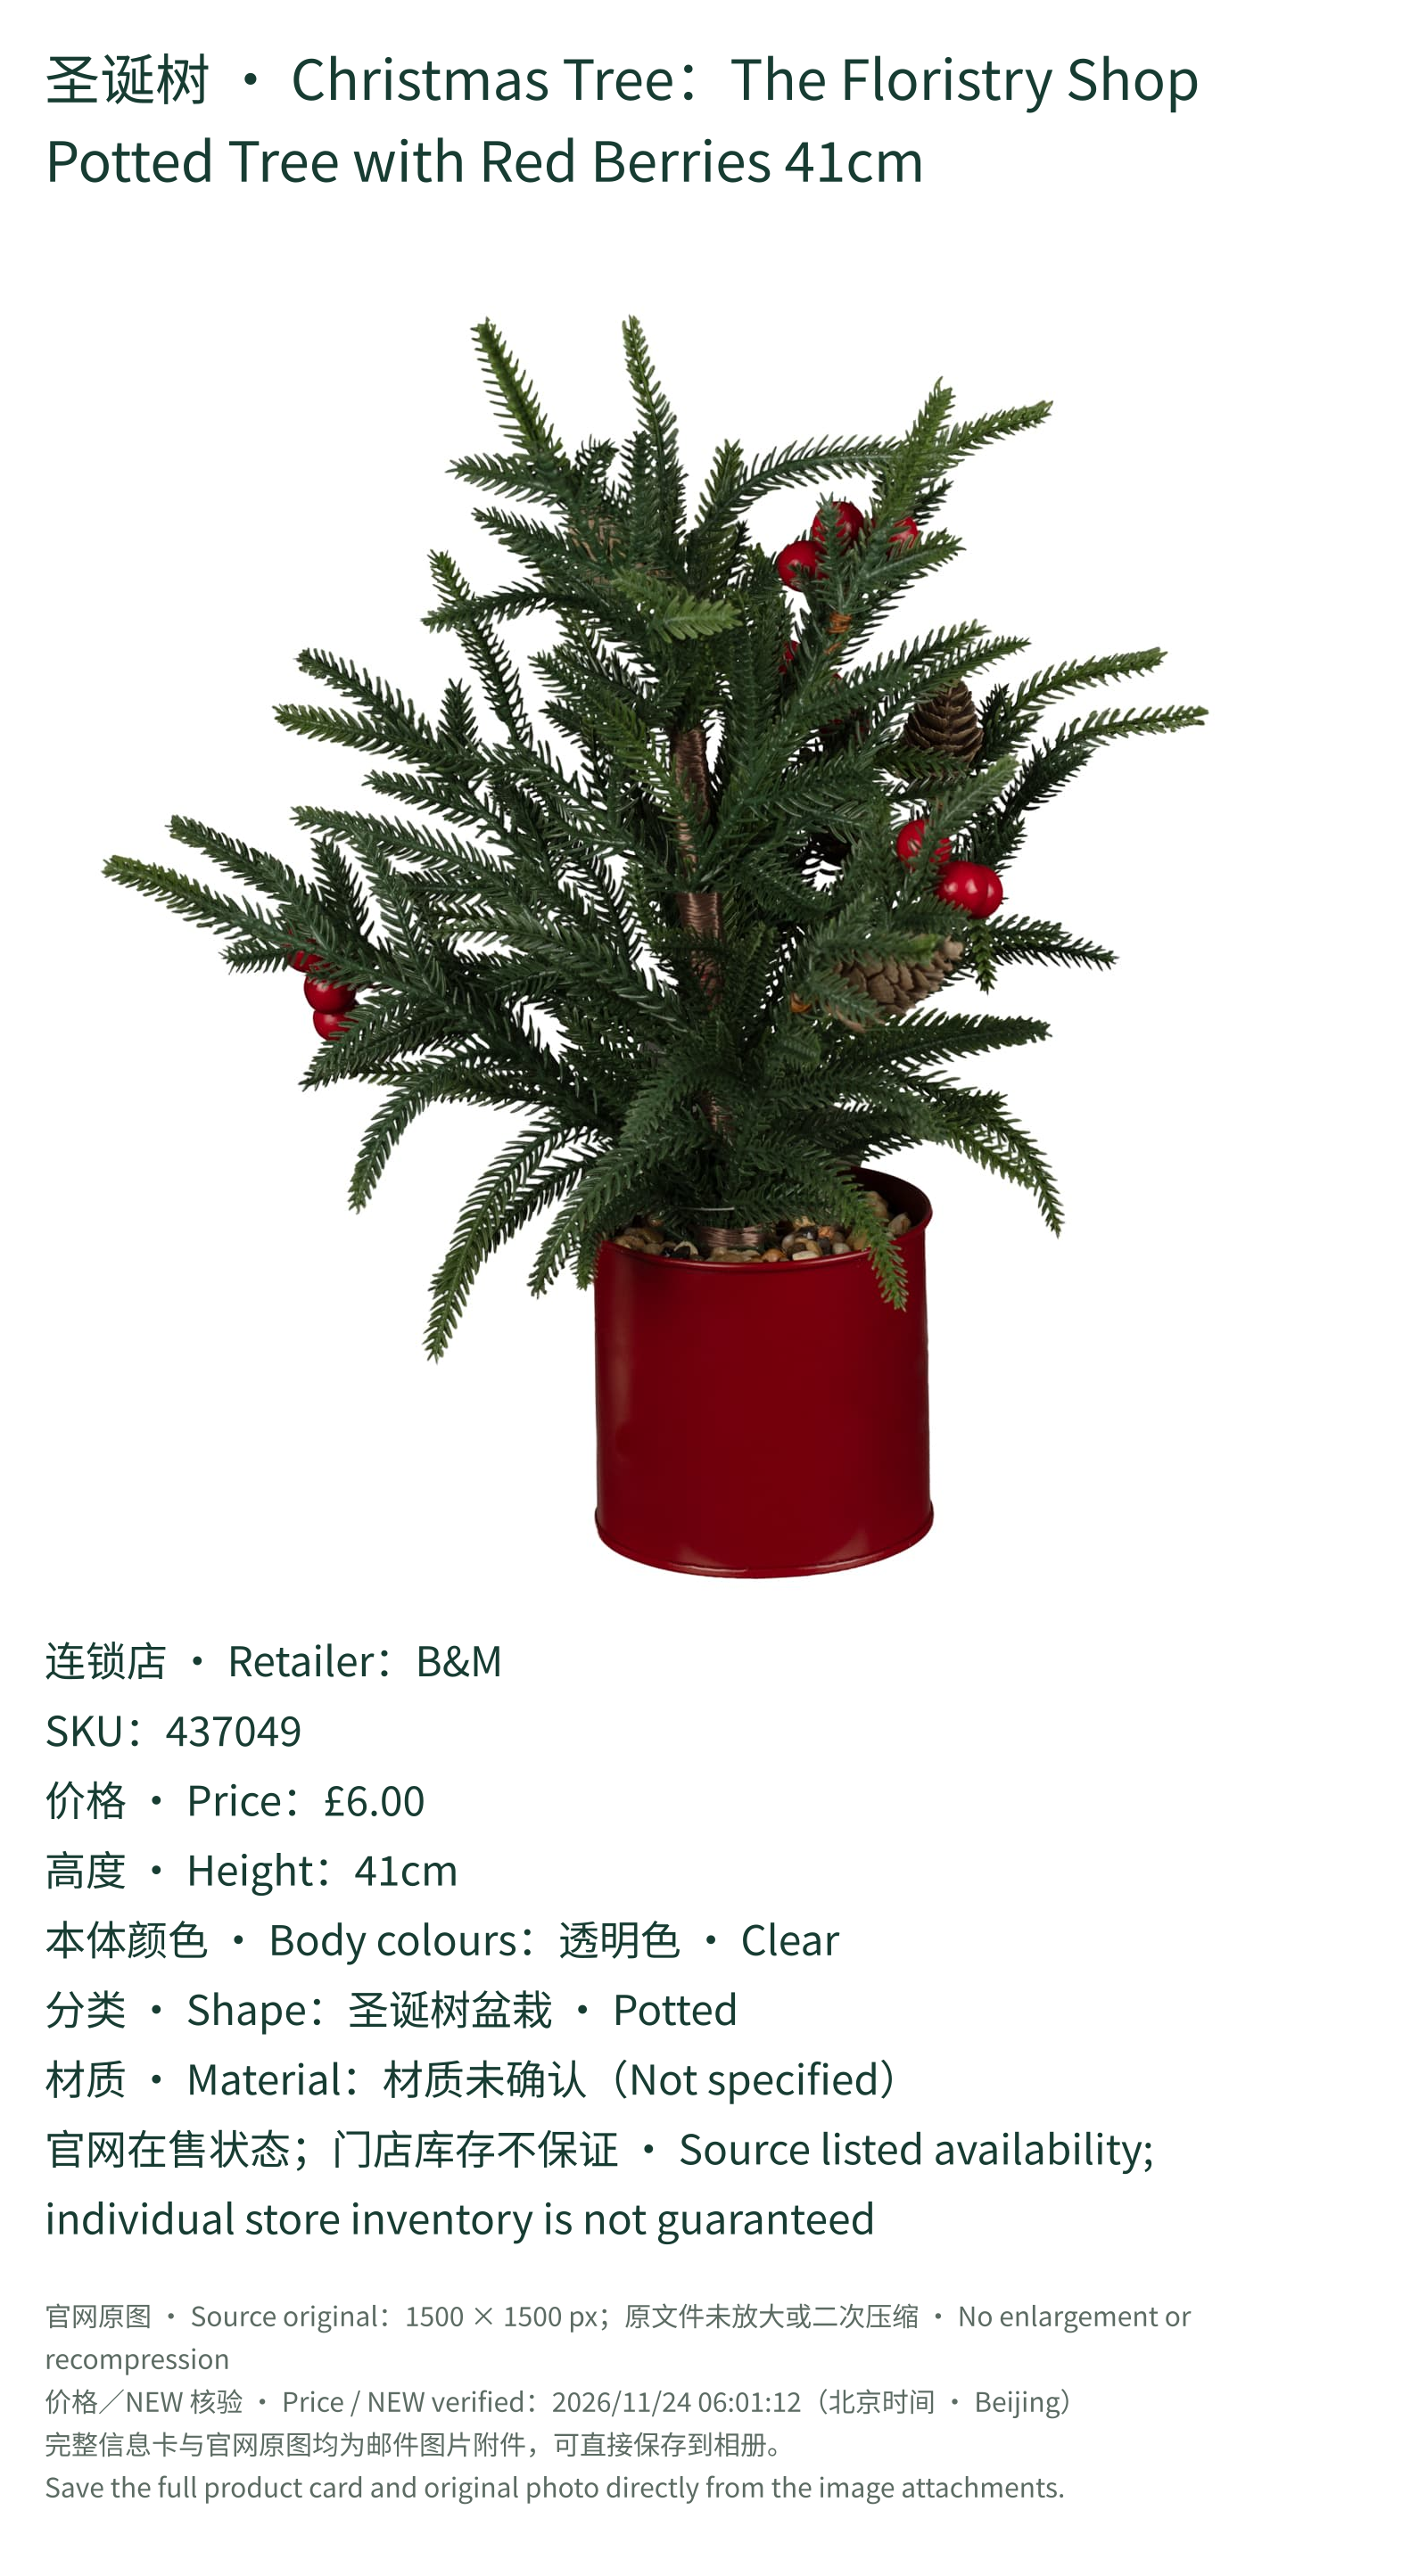 圣诞树 · Christmas Tree：The Floristry Shop
Potted Tree with Red Berries 41cm
连锁店 · Retailer：B&M
SKU：437049
价格 · Price：£6.00
高度 · Height：41cm
本体颜色 · Body colours：透明色 · Clear
分类 · Shape：圣诞树盆栽 · Potted
材质 · Material：材质未确认（Not specified）
官网在售状态；门店库存不保证 · Source listed availability;
individual store inventory is not guaranteed
官网原图 · Source original：1500 × 1500 px；原文件未放大或二次压缩 · No enlargement or
recompression
价格／NEW 核验 · Price / NEW verified：2026/11/24 06:01:12（北京时间 · Beijing）
完整信息卡与官网原图均为邮件图片附件，可直接保存到相册。
Save the full product card and original photo directly from the image attachments.